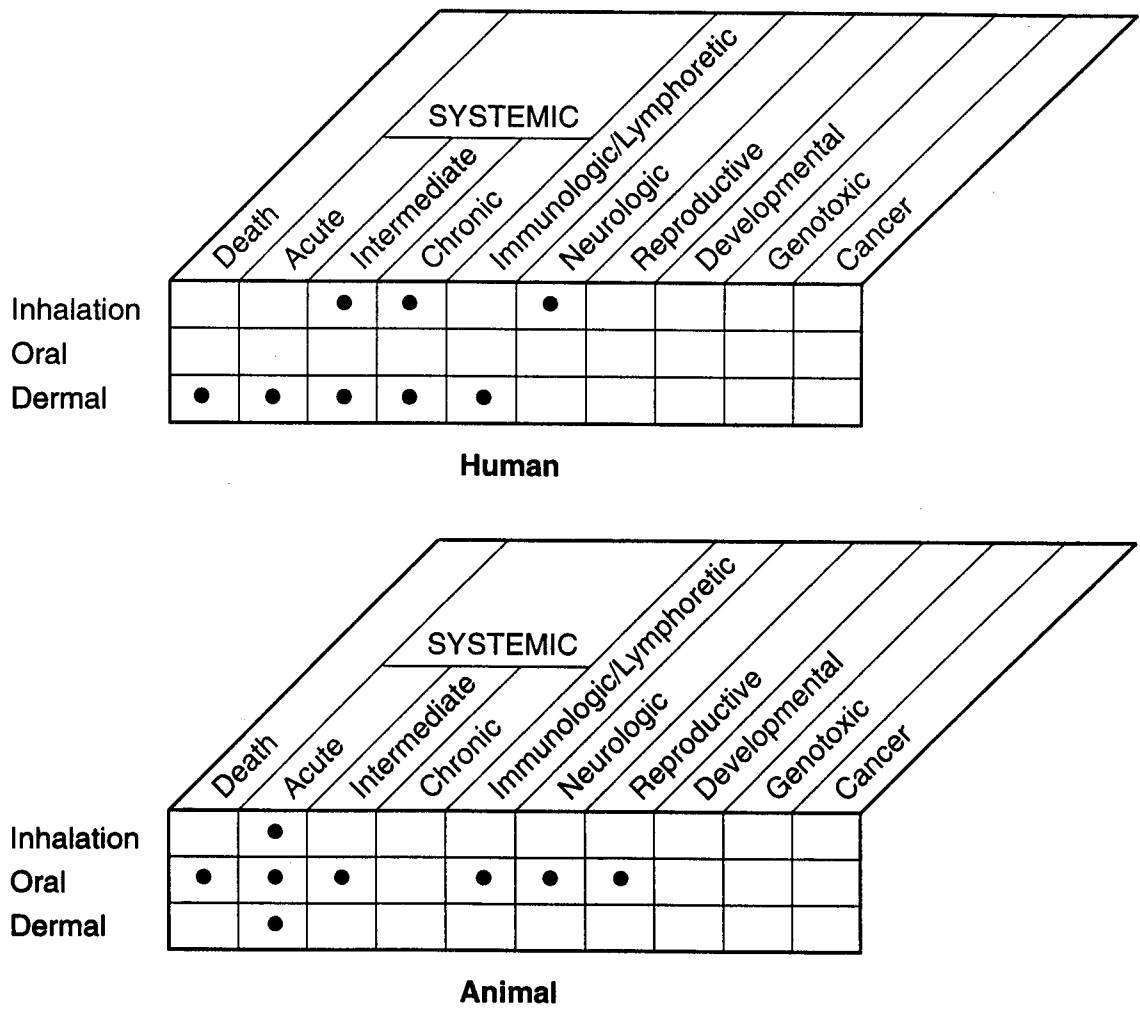 SYSTEMIC
Death
Acute
Intermediate
Chronic
Immunologic/Lymphoretic
Neurologic
Reproductive
Developmental
Genotoxic
Cancer
Inhalation
Oral
Dermal
Human
SYSTEMIC
Death
Acute
Intermediate
Chronic
Immunologic/Lymphoretic
Neurologic
Reproductive
Developmental
Genotoxic
Cancer
Inhalation
Oral
Dermal
Animal